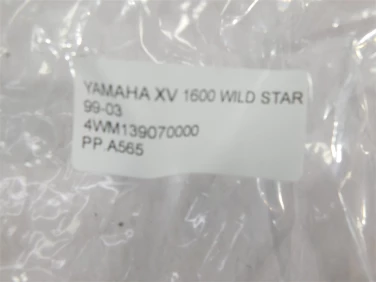 YAMAHA XV 1600 WILD STAR
99-03
4WM139070000
PP A565